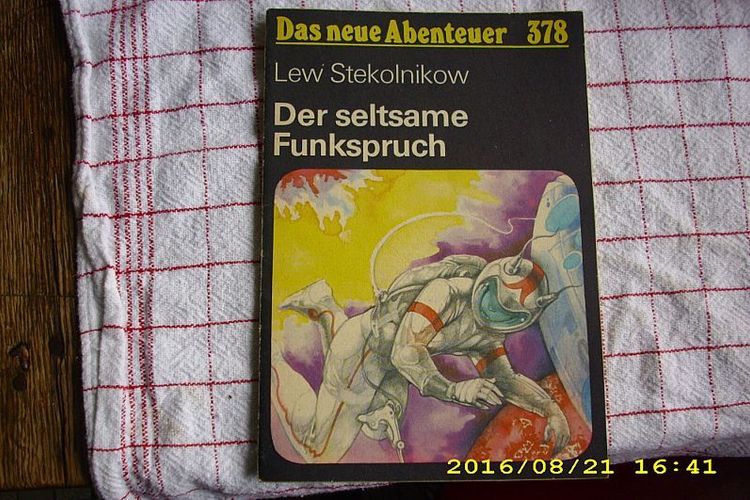 Das neue Abenteuer 378
Lew Stekolnikow
Der seltsame
Funkspruch
2016/08/21 16:41